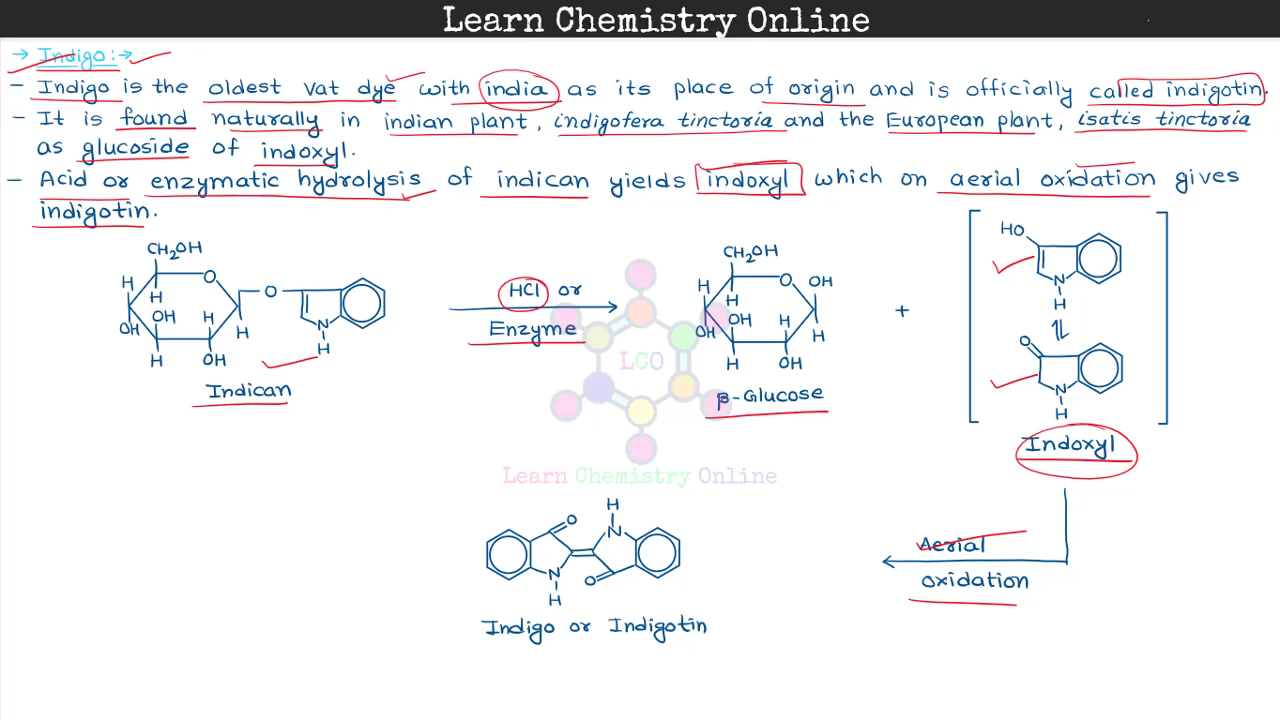 Learn Chemistry Online
→ Indigo :→
- Indigo is the oldest vat dye with india as its place of origin and is officially called indigotin.
- It is found naturally in indian plant, indigofera tinctoria and the European plant, isatis tinctoria
as glucoside of indoxyl.
- Acid or enzymatic hydrolysis of indican yields indoxyl which on aerial oxidation gives
indigotin.
CH₂OH
O
O
H
H
OH
OH
H
H
OH
H
N
H
Indican
HCl or
Enzyme
CH₂OH
O
OH
H
H
OH
OH
H
H
H
OH
β-Glucose
+
HO
N
H
⇌
O
N
H
Indoxyl
LCO
Learn Chemistry Online
Aerial
oxidation
O
N
H
H
N
O
Indigo or Indigotin